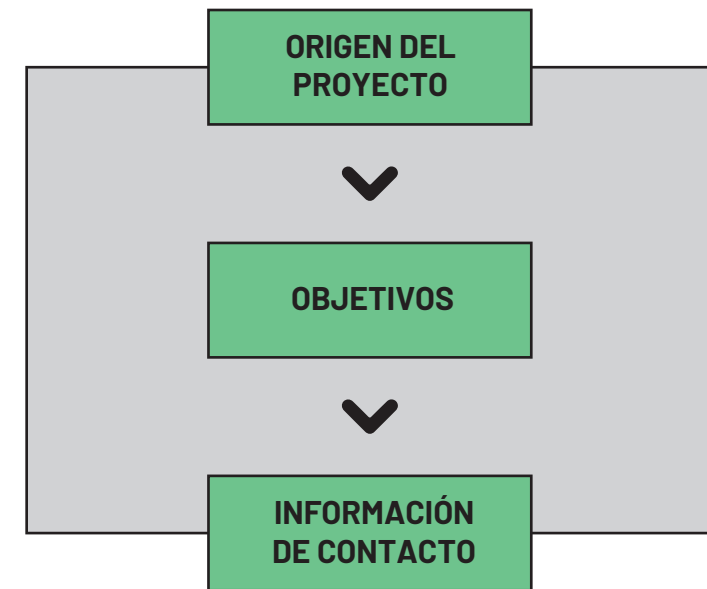 ORIGEN DEL
PROYECTO
OBJETIVOS
INFORMACIÓN
DE CONTACTO